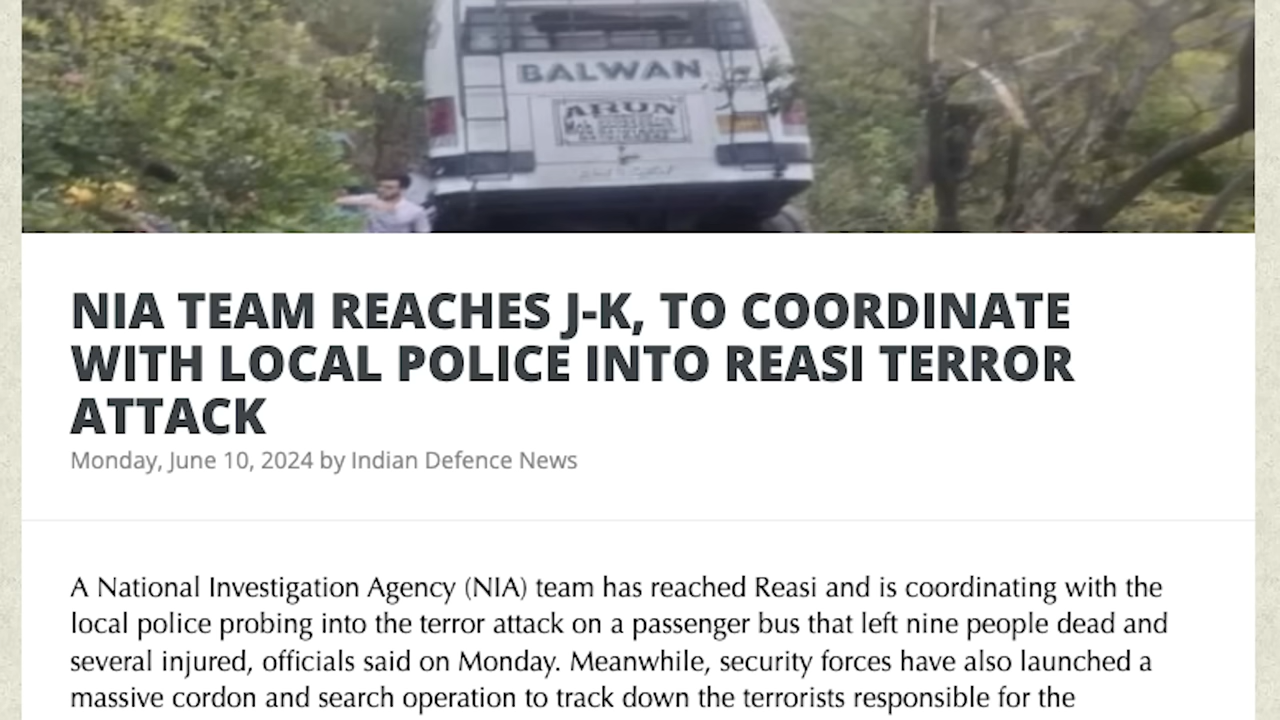 BALWAN
ARUN
NIA TEAM REACHES J-K, TO COORDINATE
WITH LOCAL POLICE INTO REASI TERROR
ATTACK
Monday, June 10, 2024 by Indian Defence News
A National Investigation Agency (NIA) team has reached Reasi and is coordinating with the
local police probing into the terror attack on a passenger bus that left nine people dead and
several injured, officials said on Monday. Meanwhile, security forces have also launched a
massive cordon and search operation to track down the terrorists responsible for the